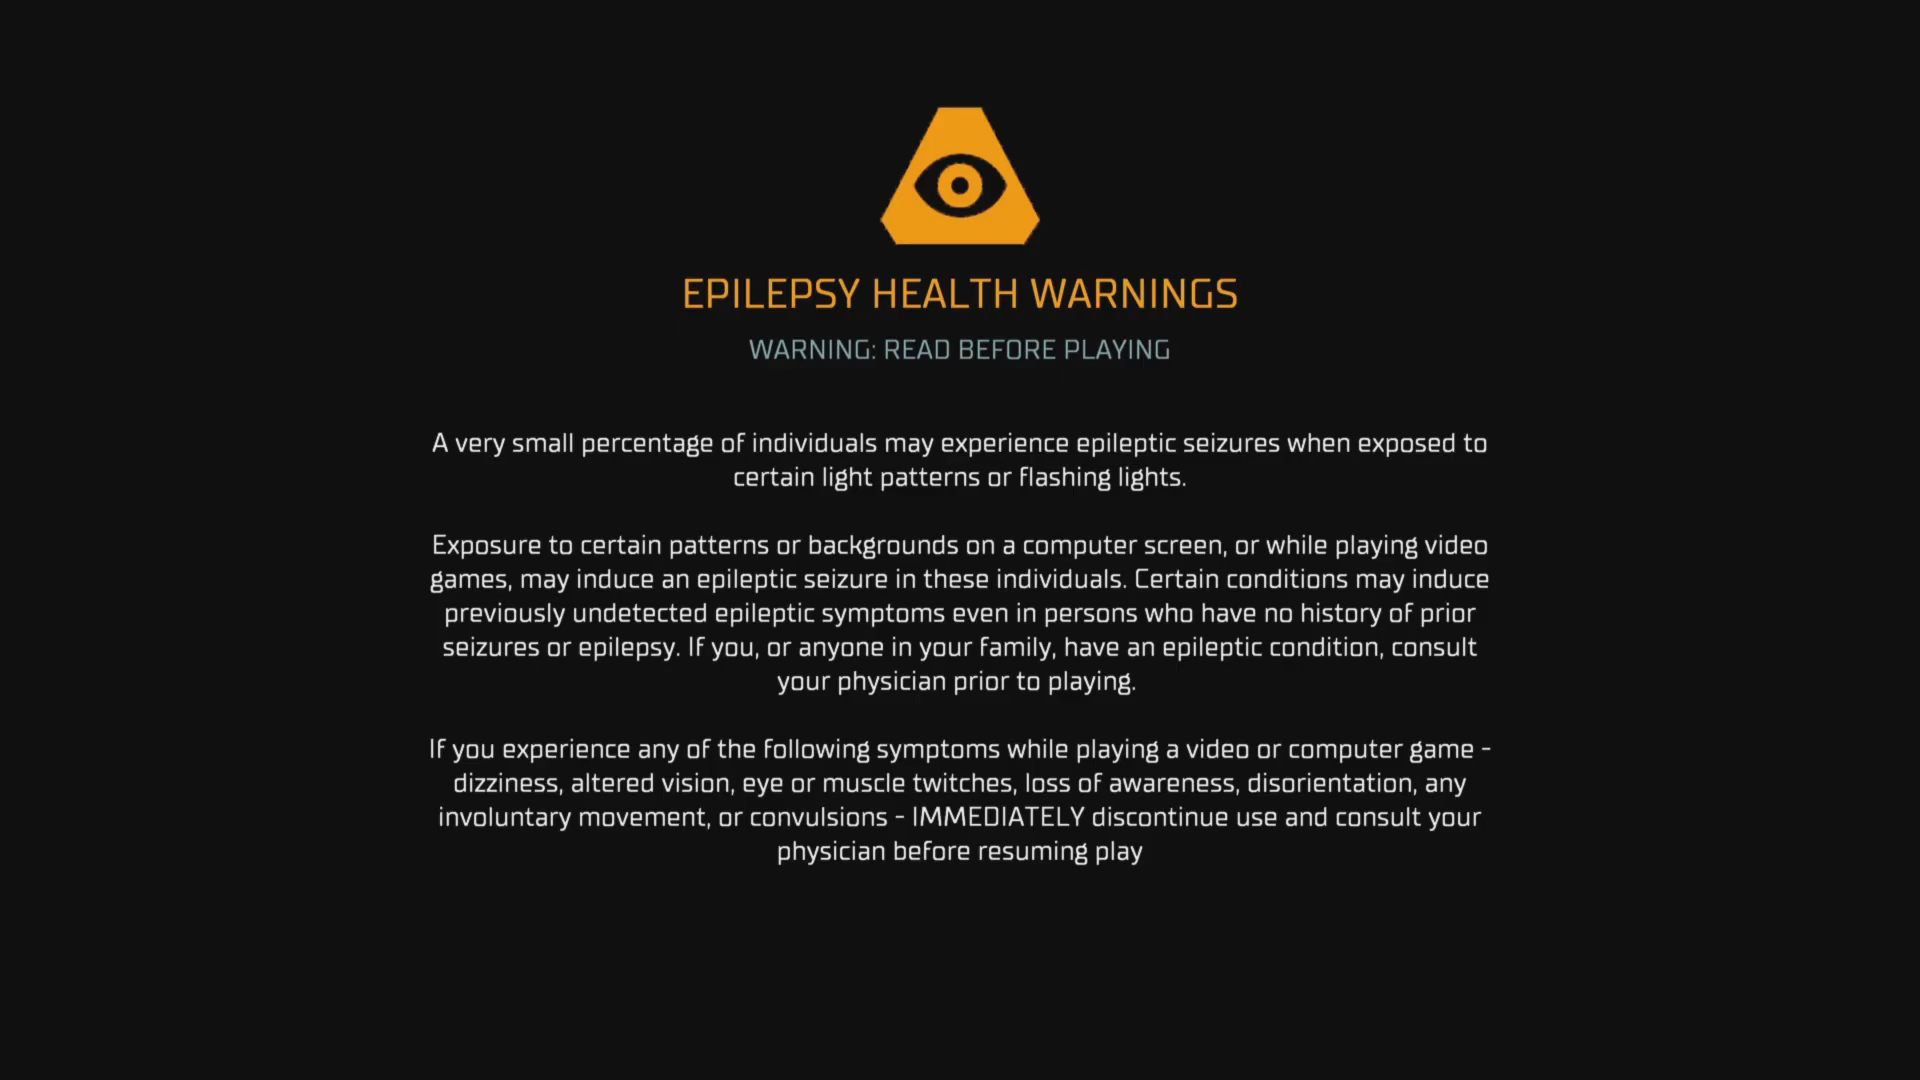 EPILEPSY HEALTH WARNINGS
WARNING: READ BEFORE PLAYING
A very small percentage of individuals may experience epileptic seizures when exposed to
certain light patterns or flashing lights.
Exposure to certain patterns or backgrounds on a computer screen, or while playing video
games, may induce an epileptic seizure in these individuals. Certain conditions may induce
previously undetected epileptic symptoms even in persons who have no history of prior
seizures or epilepsy. If you, or anyone in your family, have an epileptic condition, consult
your physician prior to playing.
If you experience any of the following symptoms while playing a video or computer game -
dizziness, altered vision, eye or muscle twitches, loss of awareness, disorientation, any
involuntary movement, or convulsions - IMMEDIATELY discontinue use and consult your
physician before resuming play